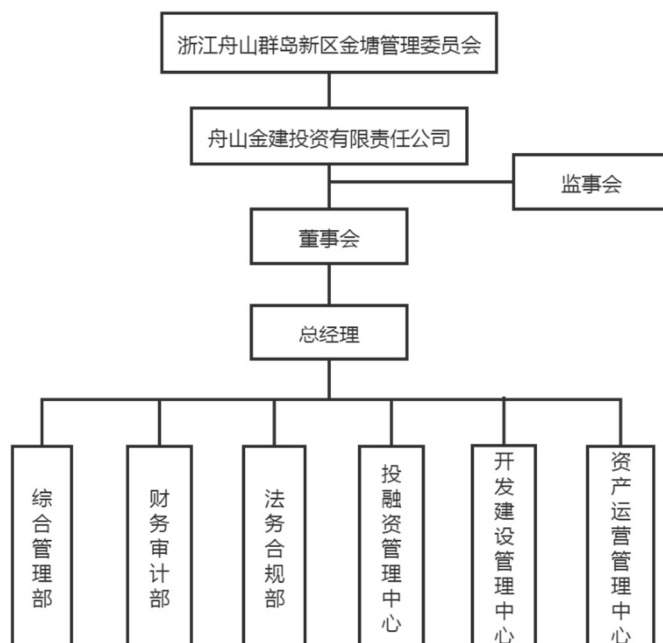 浙江舟山群岛新区金塘管理委员会
舟山金建投资有限责任公司
监事会
董事会
总经理
综合管理部
财务审计部
法务合规部
投融资管理中心
开发建设管理中心
资产运营管理中心